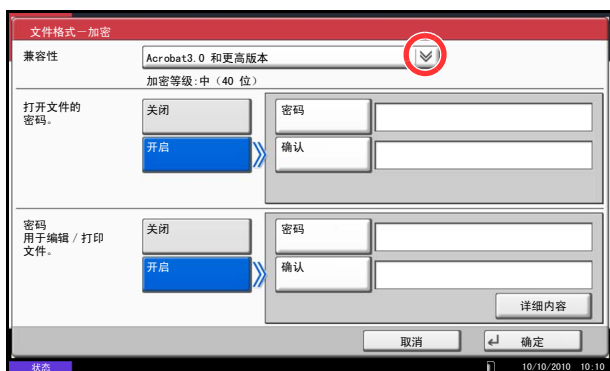 文件格式－加密
兼容性
Acrobat3.0 和更高版本
加密等级:中（40 位）
打开文件的
密码。
关闭
密码
开启
确认
密码
用于编辑 / 打印
文件。
关闭
密码
开启
确认
详细内容
取消
确定
状态
10/10/2010 10:10